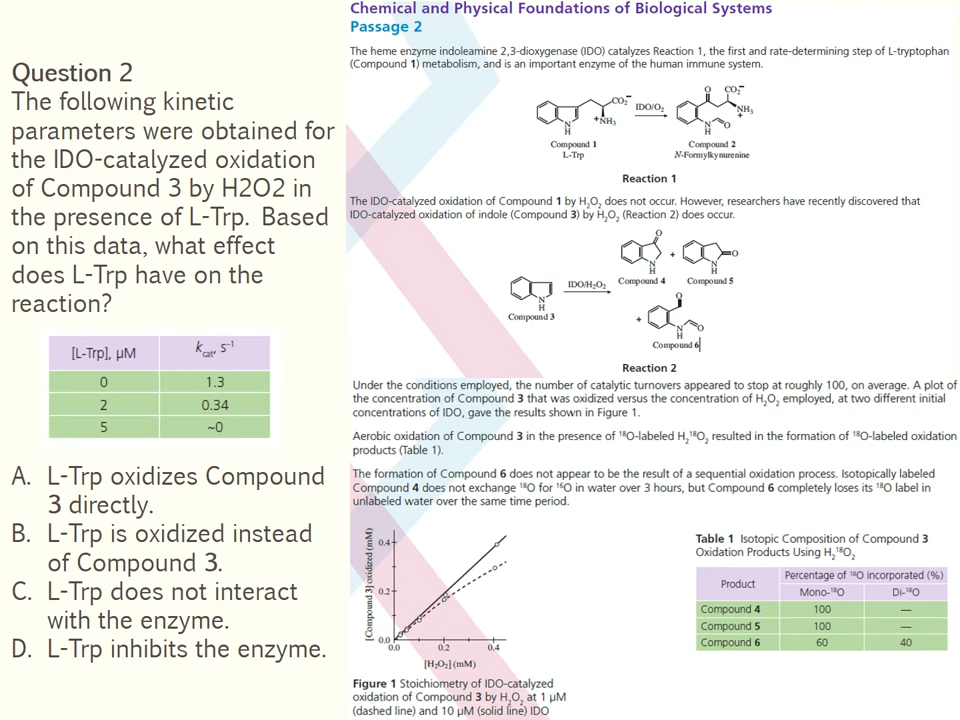 Question 2
The following kinetic
parameters were obtained for
the IDO-catalyzed oxidation
of Compound 3 by H2O2 in
the presence of L-Trp. Based
on this data, what effect
does L-Trp have on the
reaction?
[L-Trp], μM kcat, s⁻¹
0 1.3
2 0.34
5 ~0
A. L-Trp oxidizes Compound
3 directly.
B. L-Trp is oxidized instead
of Compound 3.
C. L-Trp does not interact
with the enzyme.
D. L-Trp inhibits the enzyme.
Chemical and Physical Foundations of Biological Systems
Passage 2
The heme enzyme indoleamine 2,3-dioxygenase (IDO) catalyzes Reaction 1, the first and rate-determining step of L-tryptophan
(Compound 1) metabolism, and is an important enzyme of the human immune system.
N
H
CO₂⁻
+NH₃
IDO/O₂
O
CO₂⁻
NH₃
+
N
H
O
Compound 1
L-Trp
Compound 2
N-Formylkynurenine
Reaction 1
The IDO-catalyzed oxidation of Compound 1 by H₂O₂ does not occur. However, researchers have recently discovered that
IDO-catalyzed oxidation of indole (Compound 3) by H₂O₂ (Reaction 2) does occur.
N
H
Compound 3
IDO/H₂O₂
O
N
H
Compound 4
+
N
H
O
Compound 5
+
O
N
H
O
Compound 6
Reaction 2
Under the conditions employed, the number of catalytic turnovers appeared to stop at roughly 100, on average. A plot of
the concentration of Compound 3 that was oxidized versus the concentration of H₂O₂ employed, at two different initial
concentrations of IDO, gave the results shown in Figure 1.
Aerobic oxidation of Compound 3 in the presence of ¹⁸O-labeled H₂¹⁸O₂ resulted in the formation of ¹⁸O-labeled oxidation
products (Table 1).
The formation of Compound 6 does not appear to be the result of a sequential oxidation process. Isotopically labeled
Compound 4 does not exchange ¹⁸O for ¹⁶O in water over 3 hours, but Compound 6 completely loses its ¹⁸O label in
unlabeled water over the same time period.
[Compound 3] oxidized (mM)
0.4
0.2
0.0
0.0 0.2 0.4
[H₂O₂] (mM)
Figure 1 Stoichiometry of IDO-catalyzed
oxidation of Compound 3 by H₂O₂ at 1 μM
(dashed line) and 10 μM (solid line) IDO
Table 1 Isotopic Composition of Compound 3
Oxidation Products Using H₂¹⁸O₂
Product Percentage of ¹⁸O incorporated (%)
Mono-¹⁸O Di-¹⁸O
Compound 4 100 —
Compound 5 100 —
Compound 6 60 40